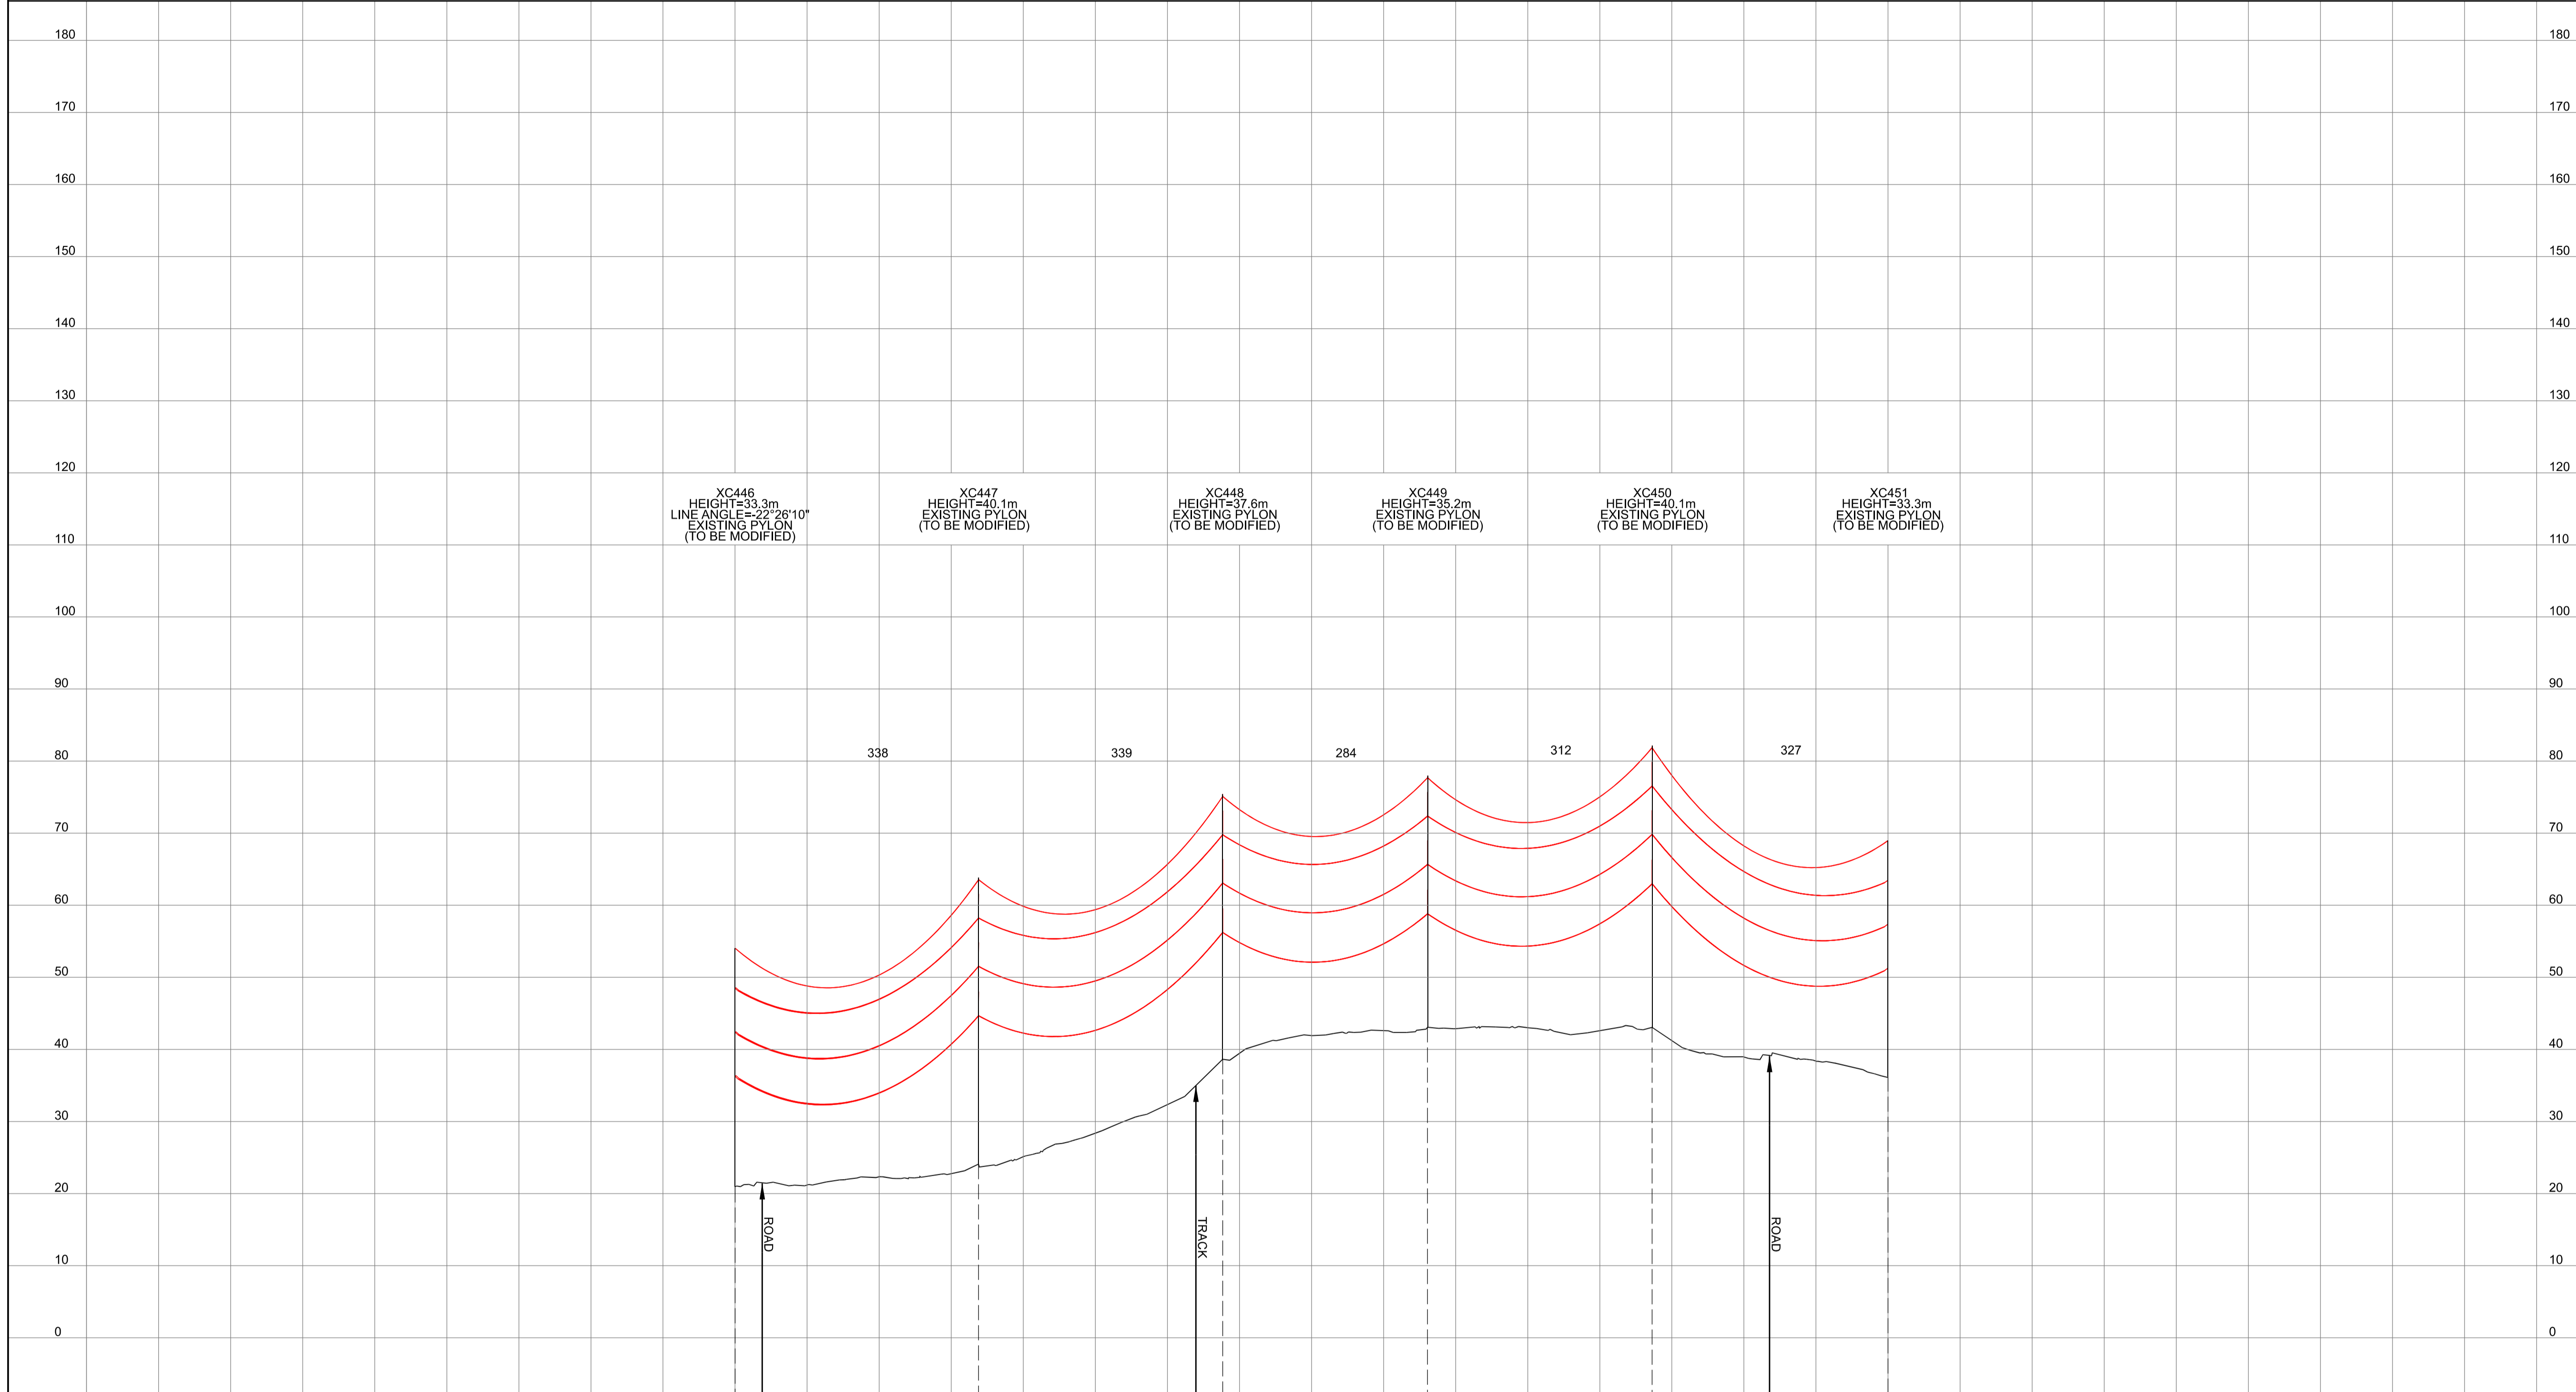 180 180
170 170
160 160
150 150
140 140
130 130
120 120
XC446
HEIGHT=33.3m
LINE ANGLE=-22°26'10"
EXISTING PYLON
(TO BE MODIFIED)
XC447
HEIGHT=40.1m
EXISTING PYLON
(TO BE MODIFIED)
XC448
HEIGHT=37.6m
EXISTING PYLON
(TO BE MODIFIED)
XC449
HEIGHT=35.2m
EXISTING PYLON
(TO BE MODIFIED)
XC450
HEIGHT=40.1m
EXISTING PYLON
(TO BE MODIFIED)
XC451
HEIGHT=33.3m
EXISTING PYLON
(TO BE MODIFIED)
110 110
100 100
90 90
80 338 339 284 312 327 80
70 70
60 60
50 50
40 40
30 30
20 20
ROAD
TRACK
ROAD
10 10
0 0